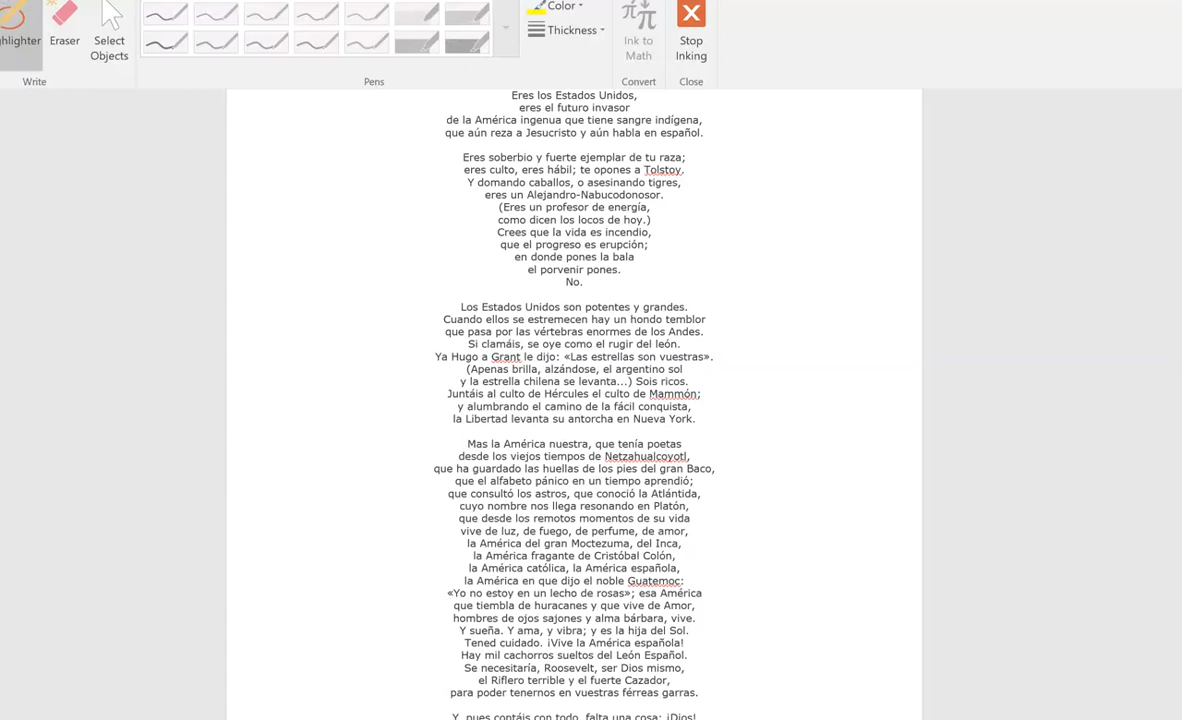 Color
Thickness
hlighter
Eraser
Select
Objects
Ink to
Math
Stop
Inking
Write
Pens
Convert
Close
Eres los Estados Unidos,
eres el futuro invasor
de la América ingenua que tiene sangre indígena,
que aún reza a Jesucristo y aún habla en español.
Eres soberbio y fuerte ejemplar de tu raza;
eres culto, eres hábil; te opones a Tolstoy.
Y domando caballos, o asesinando tigres,
eres un Alejandro-Nabucodonosor.
(Eres un profesor de energía,
como dicen los locos de hoy.)
Crees que la vida es incendio,
que el progreso es erupción;
en donde pones la bala
el porvenir pones.
No.
Los Estados Unidos son potentes y grandes.
Cuando ellos se estremecen hay un hondo temblor
que pasa por las vértebras enormes de los Andes.
Si clamáis, se oye como el rugir del león.
Ya Hugo a Grant le dijo: «Las estrellas son vuestras».
(Apenas brilla, alzándose, el argentino sol
y la estrella chilena se levanta...) Sois ricos.
Juntáis al culto de Hércules el culto de Mammón;
y alumbrando el camino de la fácil conquista,
la Libertad levanta su antorcha en Nueva York.
Mas la América nuestra, que tenía poetas
desde los viejos tiempos de Netzahualcoyotl,
que ha guardado las huellas de los pies del gran Baco,
que el alfabeto pánico en un tiempo aprendió;
que consultó los astros, que conoció la Atlántida,
cuyo nombre nos llega resonando en Platón,
que desde los remotos momentos de su vida
vive de luz, de fuego, de perfume, de amor,
la América del gran Moctezuma, del Inca,
la América fragante de Cristóbal Colón,
la América católica, la América española,
la América en que dijo el noble Guatemoc:
«Yo no estoy en un lecho de rosas»; esa América
que tiembla de huracanes y que vive de Amor,
hombres de ojos sajones y alma bárbara, vive.
Y sueña. Y ama, y vibra; y es la hija del Sol.
Tened cuidado. ¡Vive la América española!
Hay mil cachorros sueltos del León Español.
Se necesitaría, Roosevelt, ser Dios mismo,
el Riflero terrible y el fuerte Cazador,
para poder tenernos en vuestras férreas garras.
Y, pues contáis con todo, falta una cosa: ¡Dios!